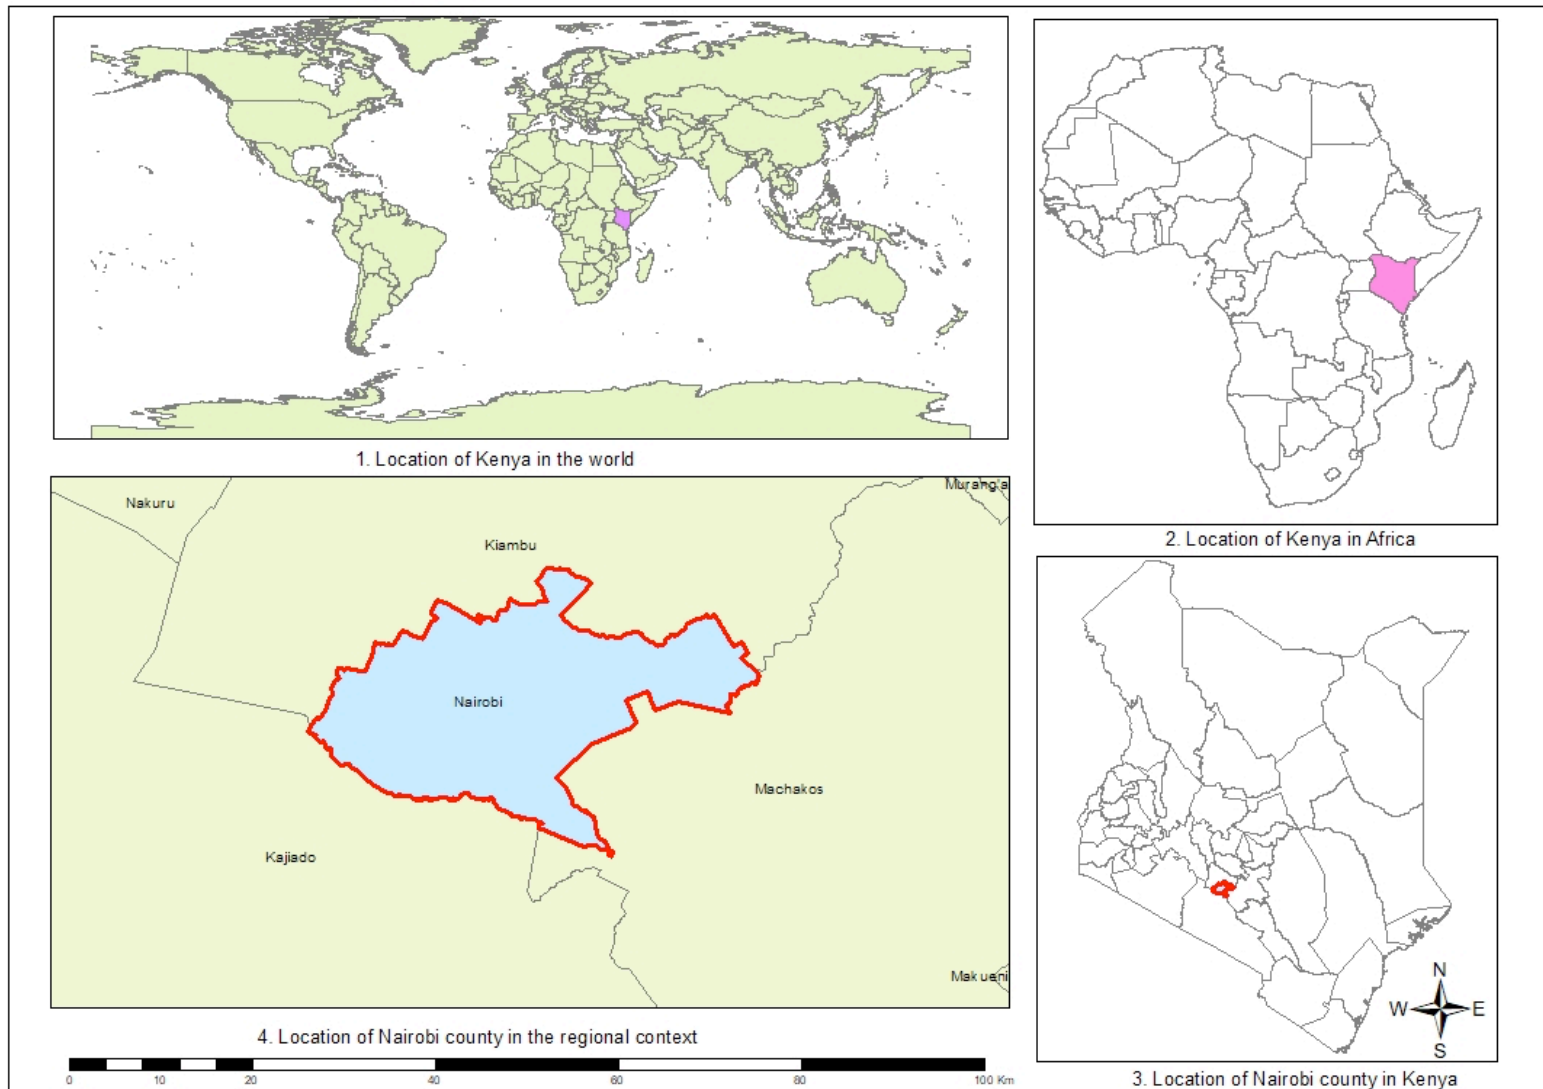 1. Location of Kenya in the world
2. Location of Kenya in Africa
Nakuru
Murang'a
Kiambu
Nairobi
Machakos
Kajiado
Makueni
4. Location of Nairobi county in the regional context
0 10 20 40 60 80 100 Km
N
W E
S
3. Location of Nairobi county in Kenya